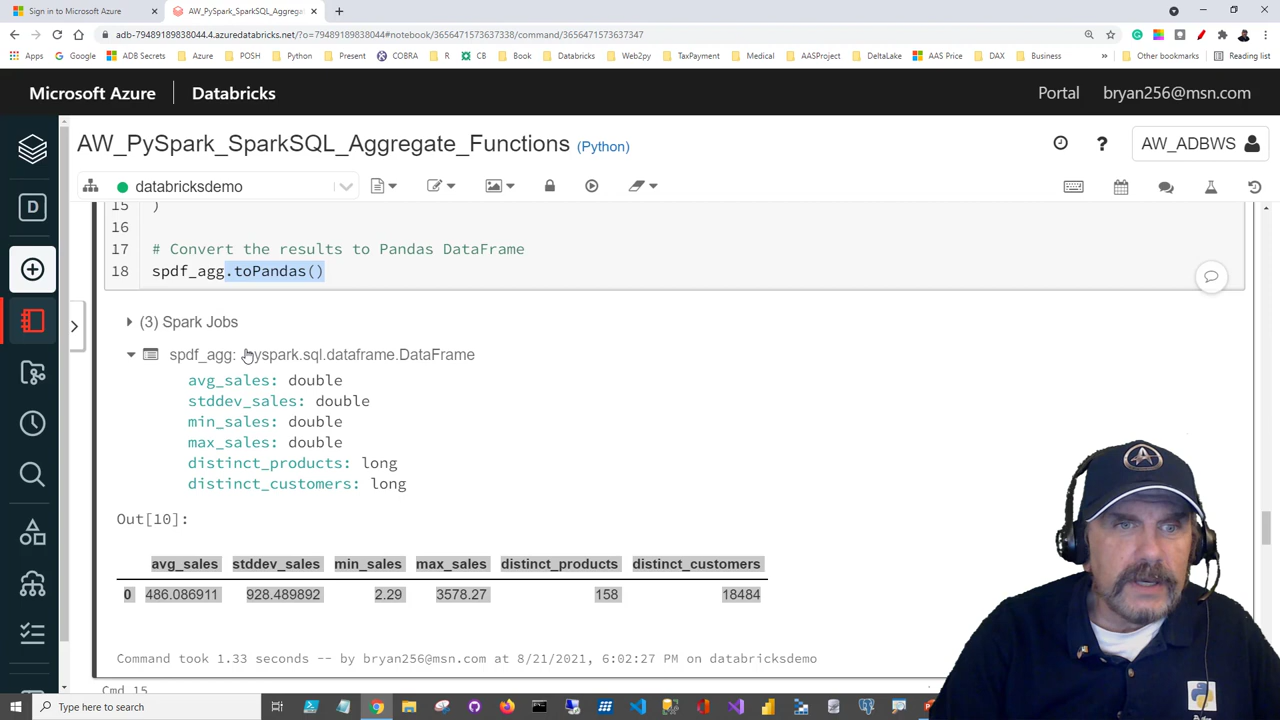 Sign in to Microsoft Azure
AW_PySpark_SparkSQL_Aggrega
adb-79489189838044.4.azuredatabricks.net/?o=79489189838044#notebook/3656471573637338/command/3656471573637347
Apps Google ADB Secrets Azure POSH Python Present COBRA R CB Book Databricks Web2py TaxPayment Medical AASProject DeltaLake AAS Price DAX Business » Other bookmarks Reading list
Microsoft Azure Databricks Portal bryan256@msn.com
AW_PySpark_SparkSQL_Aggregate_Functions (Python) AW_ADBWS
databricksdemo
15 )
16
17 # Convert the results to Pandas DataFrame
18 spdf_agg.toPandas()
(3) Spark Jobs
spdf_agg: pyspark.sql.dataframe.DataFrame
avg_sales: double
stddev_sales: double
min_sales: double
max_sales: double
distinct_products: long
distinct_customers: long
Out[10]:
avg_sales stddev_sales min_sales max_sales distinct_products distinct_customers
0 486.086911 928.489892 2.29 3578.27 158 18484
Command took 1.33 seconds -- by bryan256@msn.com at 8/21/2021, 6:02:27 PM on databricksdemo
Cmd 15
Type here to search